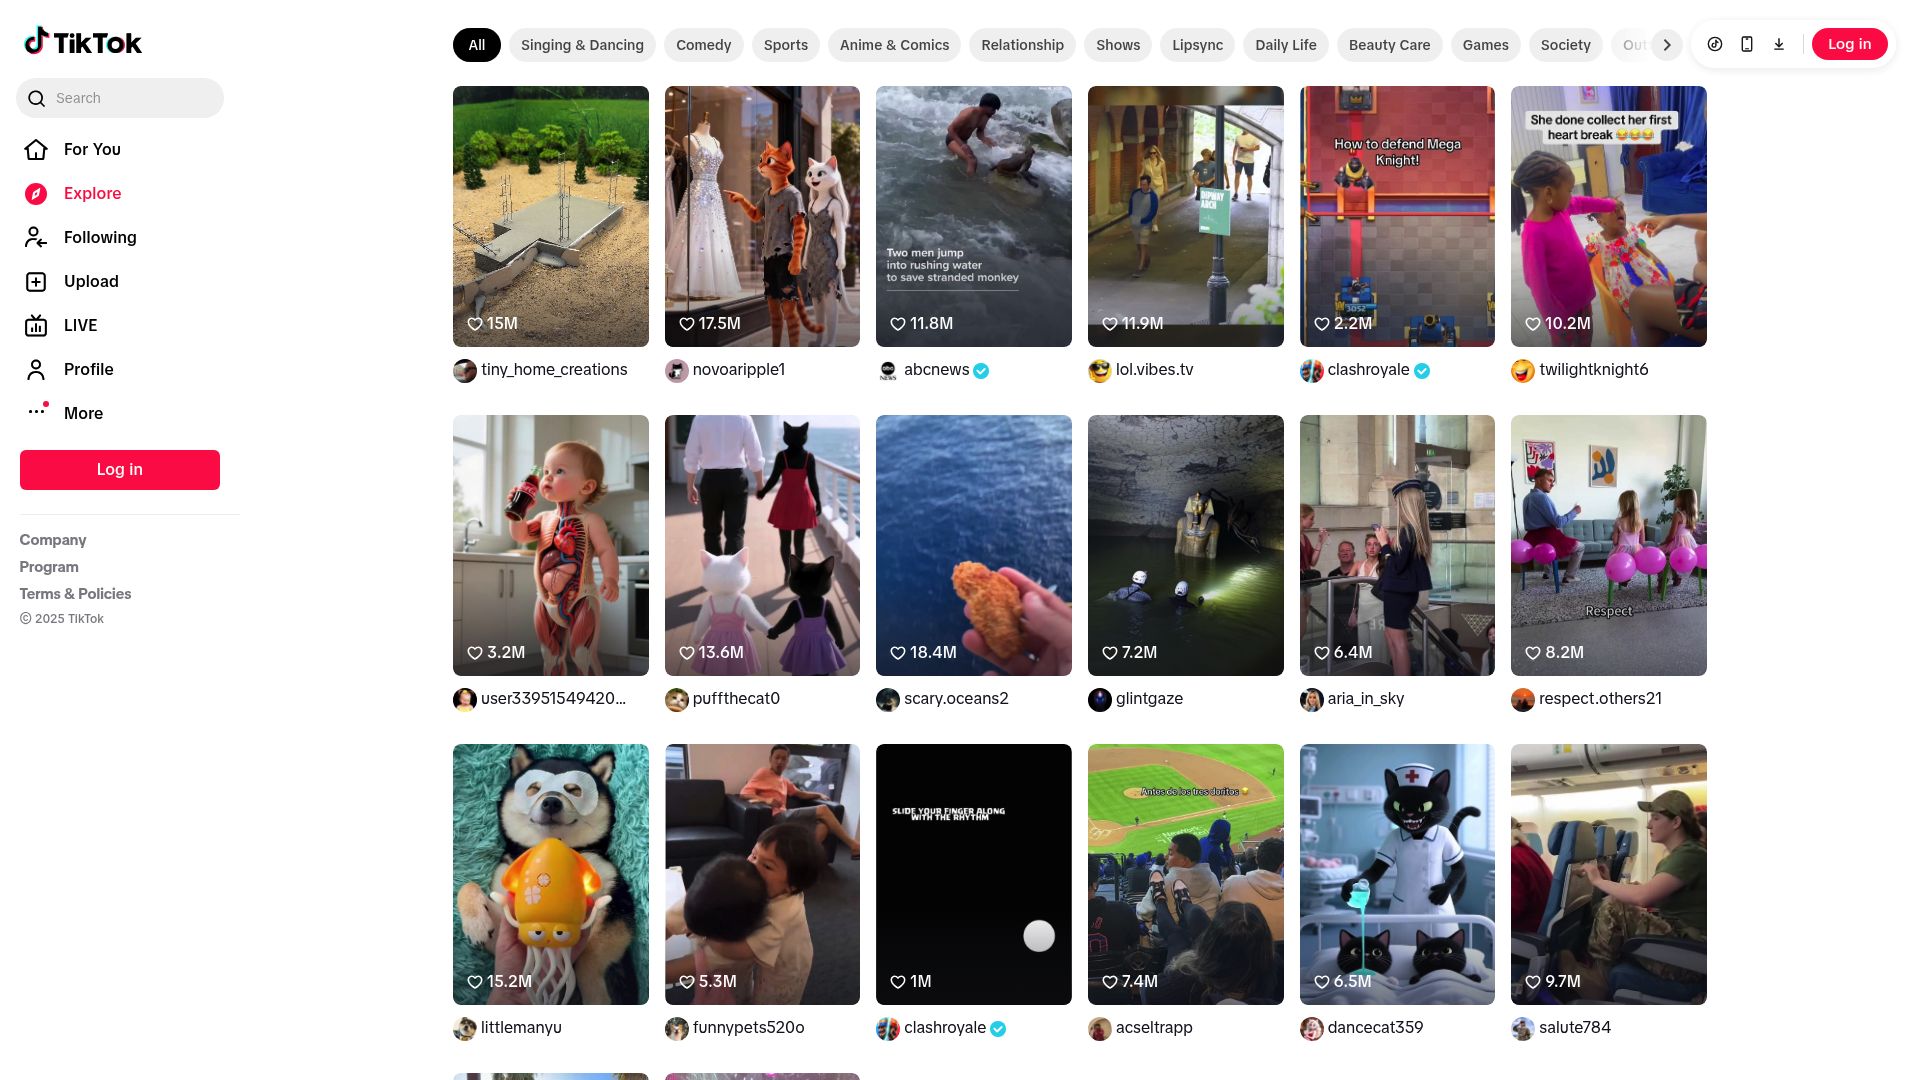 TikTok
Search
For You
Explore
Following
Upload
LIVE
Profile
More
Log in
Company
Program
Terms & Policies
© 2025 TikTok
All
Singing & Dancing
Comedy
Sports
Anime & Comics
Relationship
Shows
Lipsync
Daily Life
Beauty Care
Games
Society
Log in
15M
tiny_home_creations
17.5M
novoaripple1
Two men jump
into rushing water
to save stranded monkey
11.8M
abcnews
DIPWAY
ARCH
11.9M
lol.vibes.tv
How to defend Mega
Knight!
2.2M
clashroyale
She done collect her first
heart break 😂😂😂
10.2M
twilightknight6
3.2M
user33951549420...
13.6M
puffthecat0
18.4M
scary.oceans2
7.2M
glintgaze
6.4M
aria_in_sky
Respect
8.2M
respect.others21
15.2M
littlemanyu
5.3M
funnypets520o
SLIDE YOUR FINGER ALONG
WITH THE RHYTHM
1M
clashroyale
Antes de los tres doritos
7.4M
acseltrapp
6.5M
dancecat359
9.7M
salute784